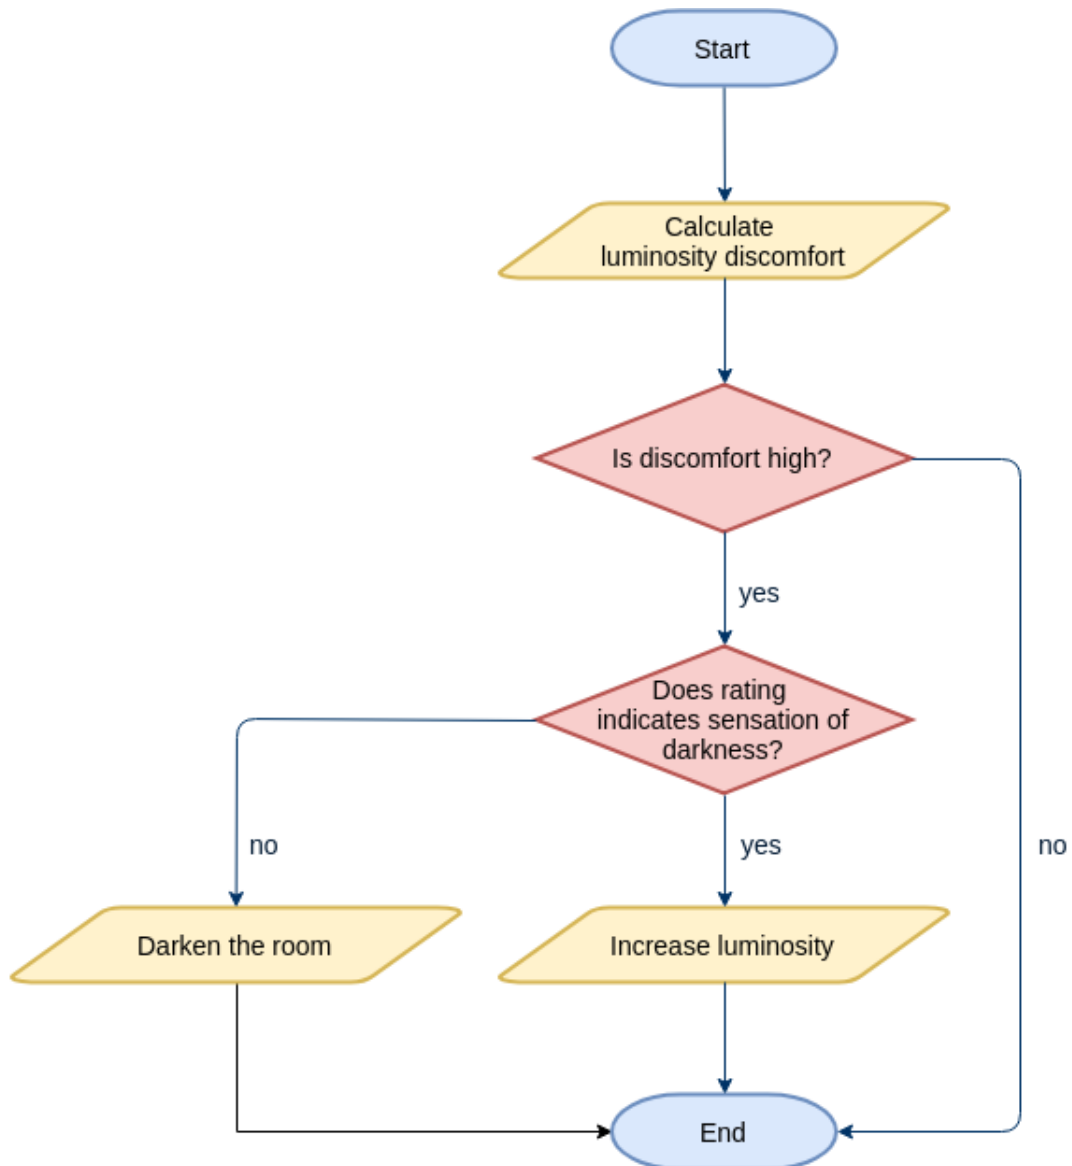 Start
Calculate
luminosity discomfort
Is discomfort high?
yes
Does rating
indicates sensation of
darkness?
no
yes
no
Darken the room
Increase luminosity
End